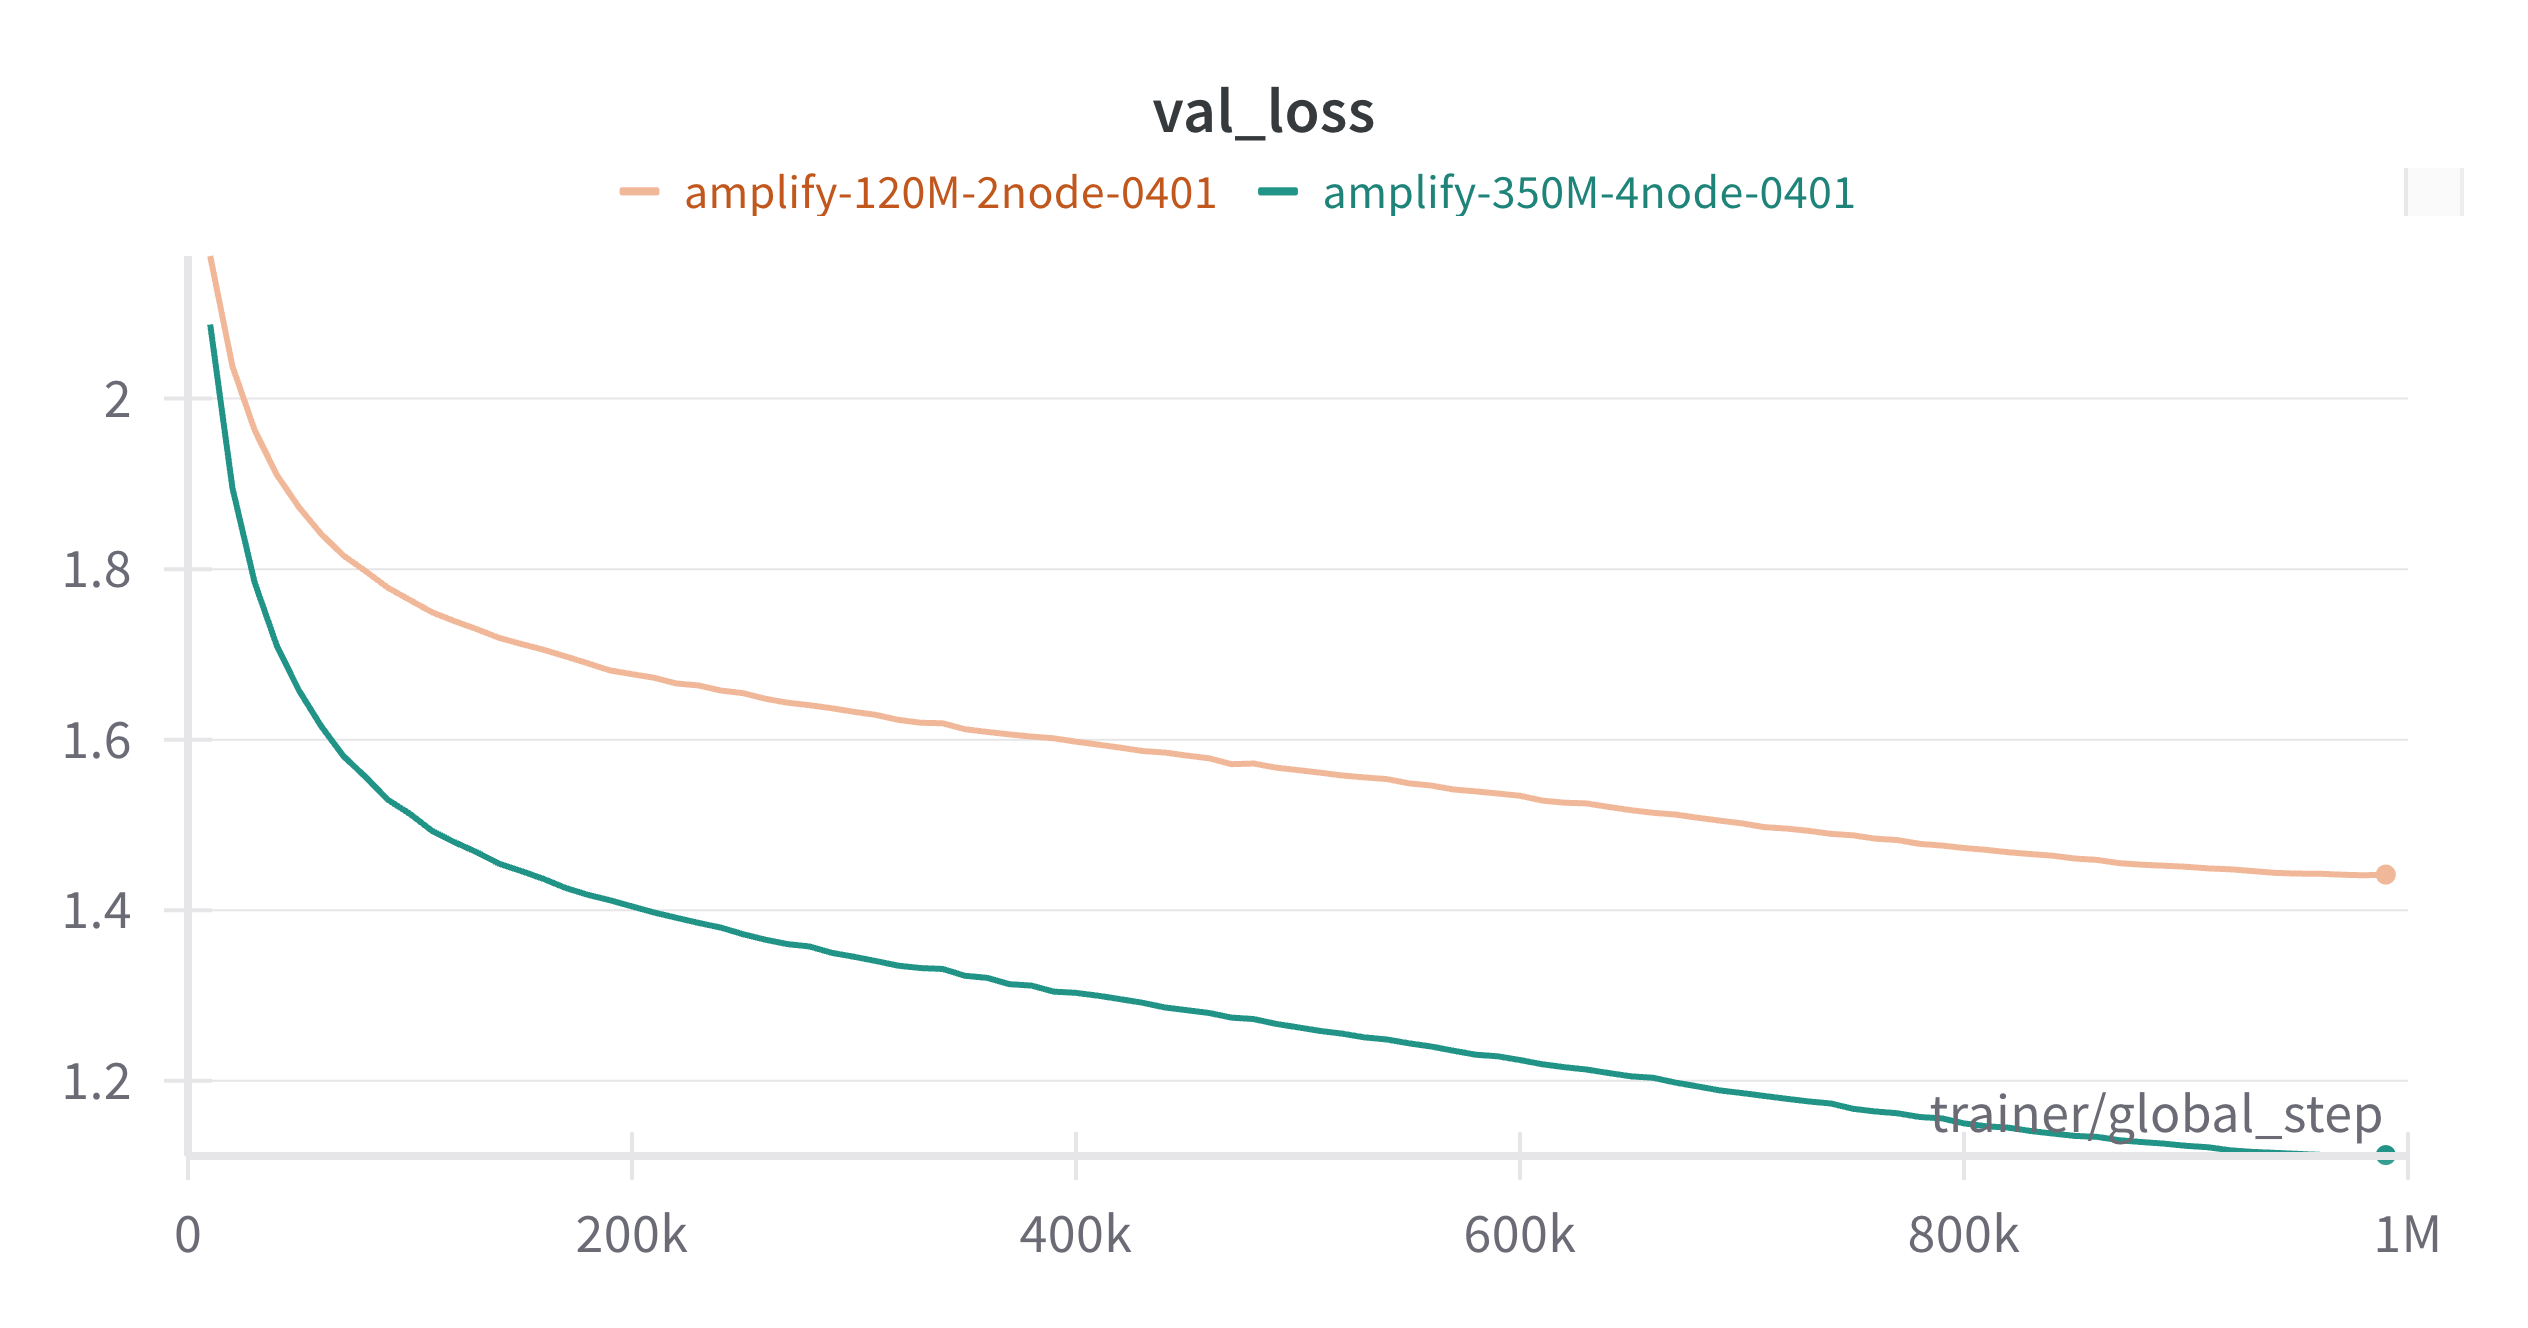 val_loss
amplify-120M-2node-0401 amplify-350M-4node-0401
2
1.8
1.6
1.4
1.2
trainer/global_step
0 200k 400k 600k 800k 1M